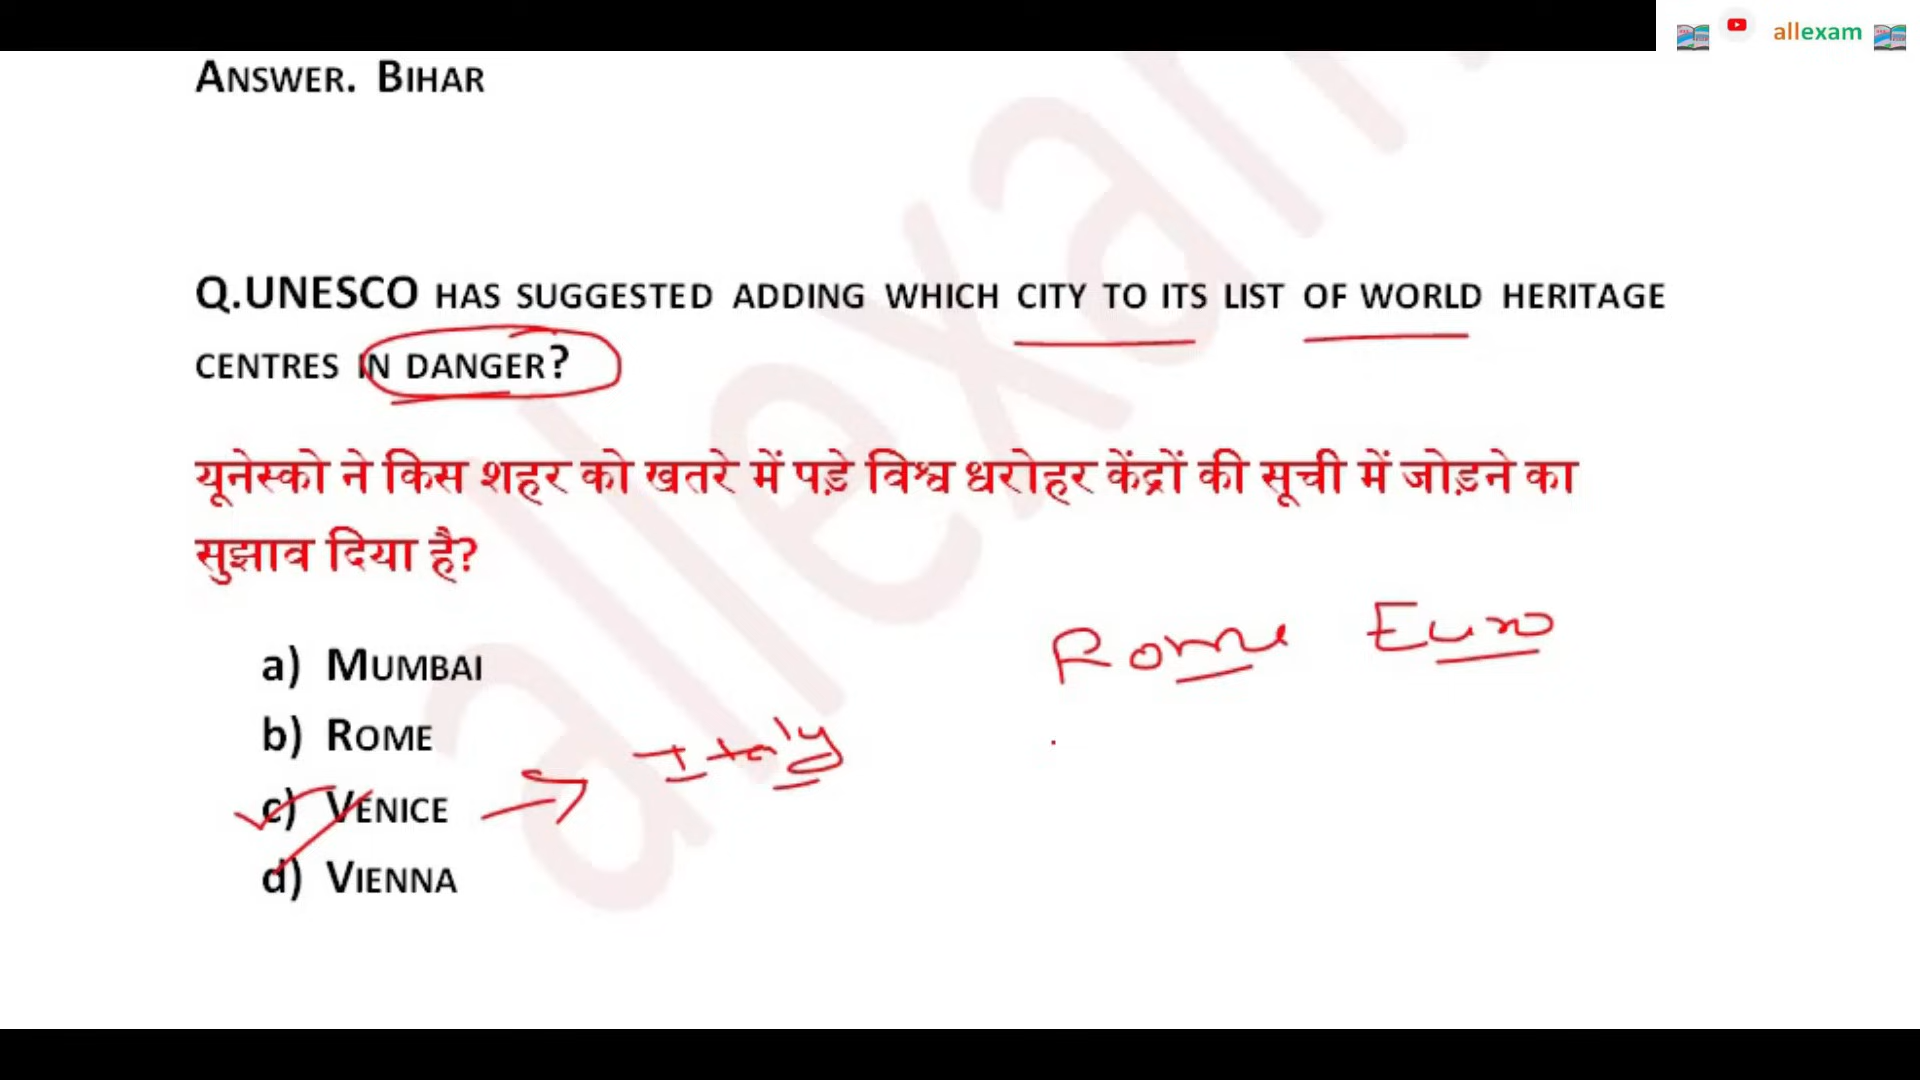 allexam
ANSWER. BIHAR
Q.UNESCO HAS SUGGESTED ADDING WHICH CITY TO ITS LIST OF WORLD HERITAGE
CENTRES IN DANGER?
यूनेस्को ने किस शहर को खतरे में पड़े विश्व धरोहर केंद्रों की सूची में जोड़ने का
सुझाव दिया है?
Rome Euro
a) MUMBAI
b) ROME
Italy
c) VENICE
d) VIENNA
allexam